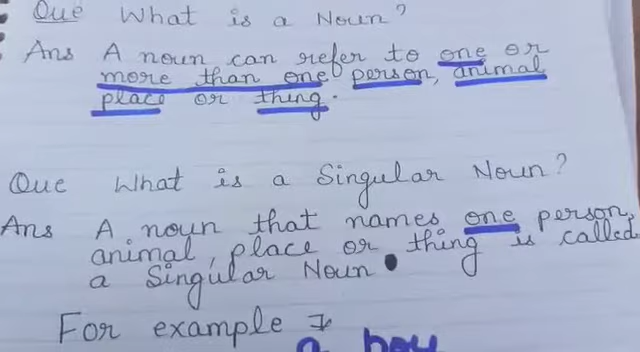 Que What is a Noun?
Ans A noun can refer to one or
more than one person, animal
place or thing.
Que What is a Singular Noun?
Ans A noun that names one person,
animal, place or thing is called
a Singular Noun.
For example
a boy